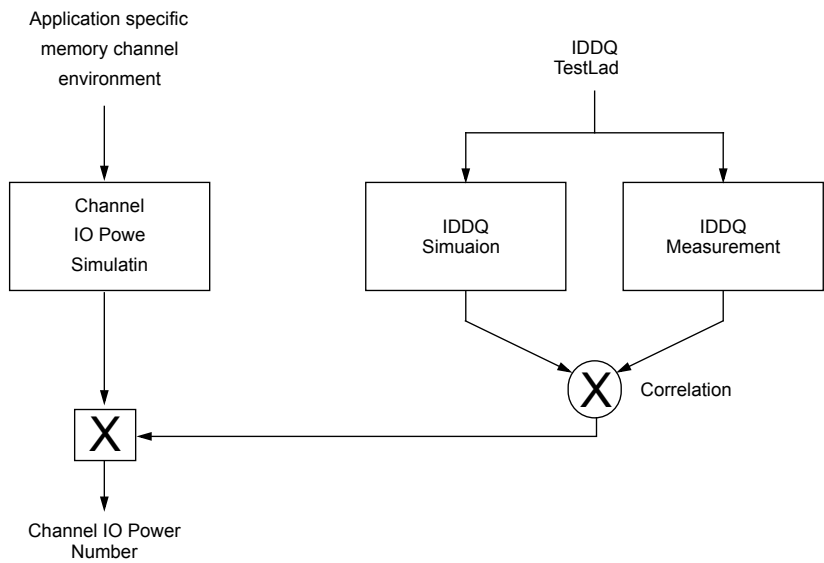 Application specific
memory channel
environment
IDDQ
TestLad
Channel
IO Powe
Simulatin
IDDQ
Simuaion
IDDQ
Measurement
X
Correlation
X
Channel IO Power
Number